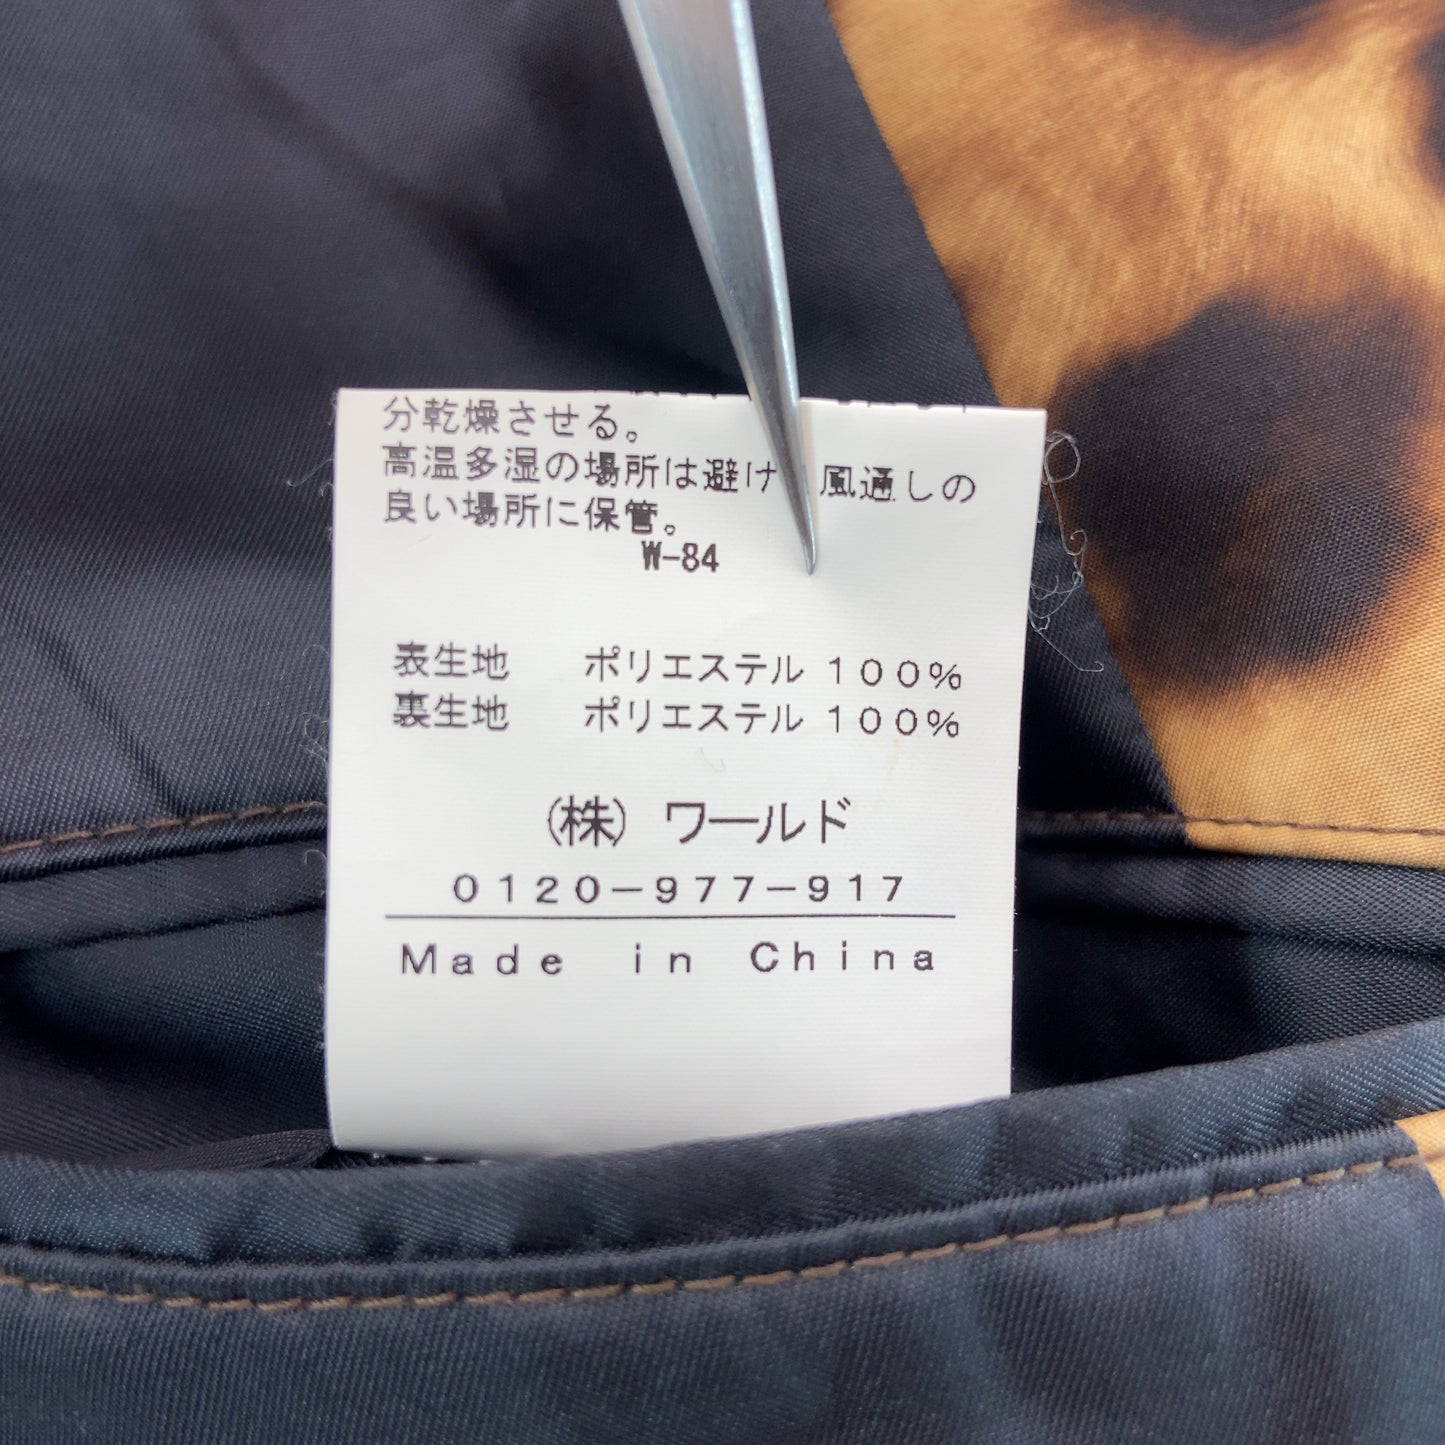 分乾燥させる。
高温多湿の場所は避け 風通しの
良い場所に保管。
W-84
表生地 ポリエステル 100%
裏生地 ポリエステル 100%
(株) ワールド
0120-977-917
Made in China